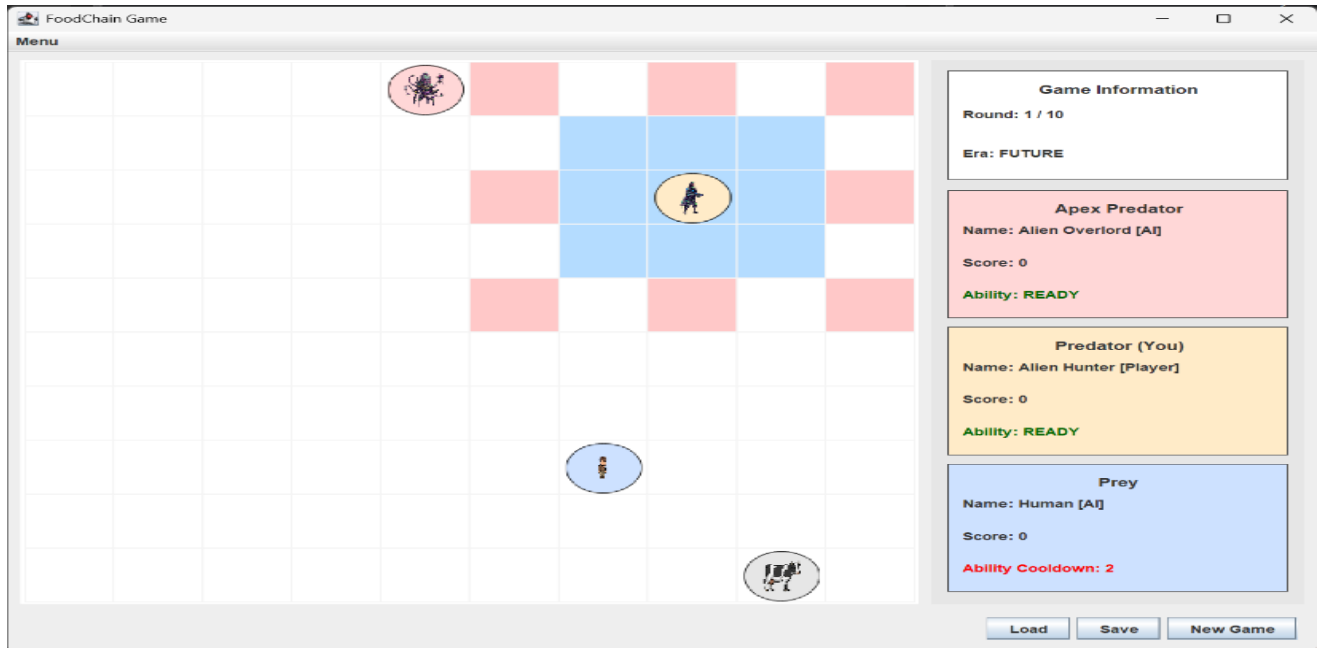 FoodChain Game
Menu
Game Information
Round: 1 / 10
Era: FUTURE
Apex Predator
Name: Alien Overlord [AI]
Score: 0
Ability: READY
Predator (You)
Name: Alien Hunter [Player]
Score: 0
Ability: READY
Prey
Name: Human [AI]
Score: 0
Ability Cooldown: 2
Load Save New Game